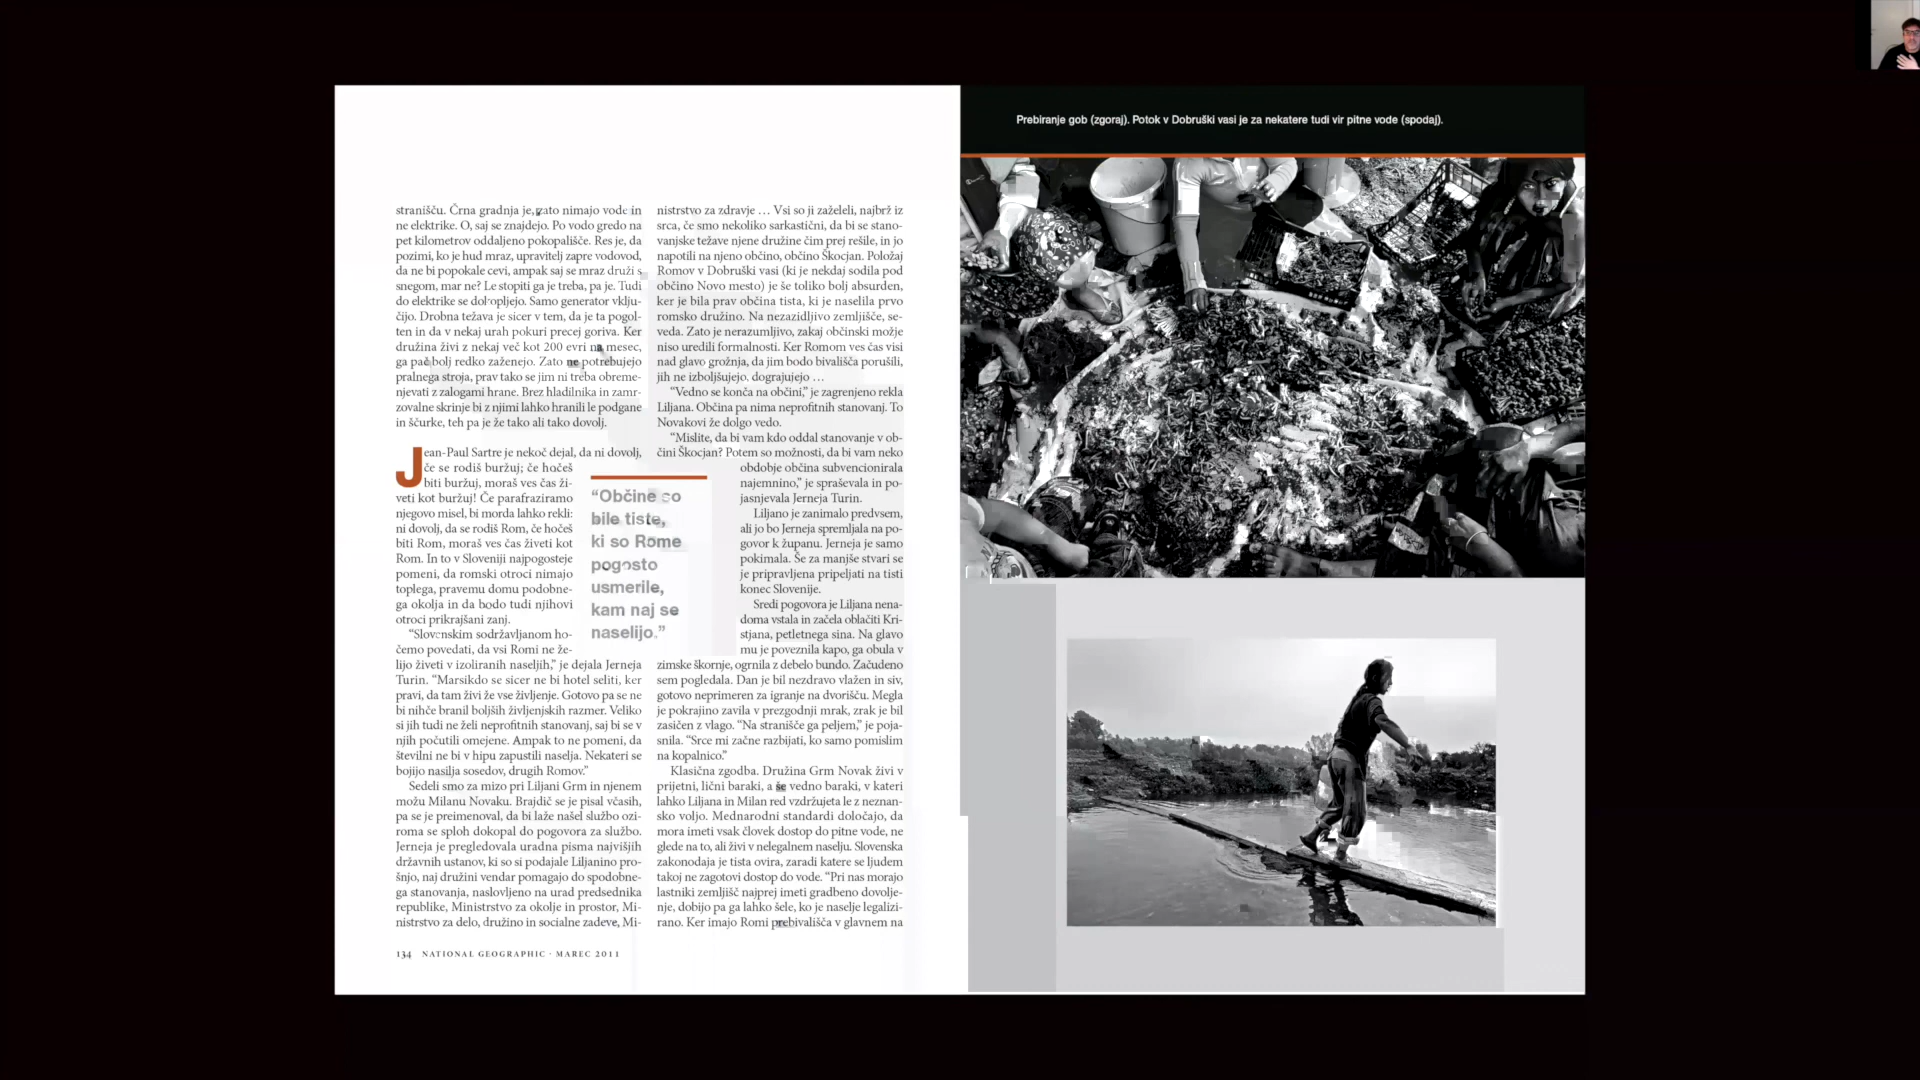 Prebiranje gob (zgoraj). Potok v Dobruški vasi je za nekatere tudi vir pitne vode (spodaj).
stranišču. Črna gradnja je, zato nimajo vode in
ne elektrike. O, saj se znajdejo. Po vodo gredo na
pet kilometrov oddaljeno pokopališče. Res je, da
pozimi, ko je hud mraz, upravitelj zapre vodovod,
da ne bi popokale cevi, ampak saj se mraz druži s
snegom, mar ne? Le stopiti ga je treba, pa je. Tudi
do elektrike se dokopljejo. Samo generator vklju-
čijo. Drobna težava je sicer v tem, da je ta pogol-
ten in da v nekaj urah pokuri precej goriva. Ker
družina živi z nekaj več kot 200 evri na mesec,
ga pač bolj redko zaženejo. Zato ne potrebujejo
pralnega stroja, prav tako se jim ni treba obreme-
njevati z zalogami hrane. Brez hladilnika in zamr-
zovalne skrinje bi z njimi lahko hranili le podgane
in ščurke, teh pa je že tako ali tako dovolj.
Jean-Paul Sartre je nekoč dejal, da ni dovolj,
če se rodiš buržuj; če hočeš
biti buržuj, moraš ves čas ži-
veti kot buržuj! Če parafraziramo
njegovo misel, bi morda lahko rekli:
ni dovolj, da se rodiš Rom, če hočeš
biti Rom, moraš ves čas živeti kot
Rom. In to v Sloveniji najpogosteje
pomeni, da romski otroci nimajo
toplega, pravemu domu podobne-
ga okolja in da bodo tudi njihovi
otroci prikrajšani zanj.
“Slovenskim sodržavljanom ho-
čemo povedati, da vsi Romi ne že-
lijo živeti v izoliranih naseljih,” je dejala Jerneja
Turin. “Marsikdo se sicer ne bi hotel seliti, ker
pravi, da tam živi že vse življenje. Gotovo pa se ne
bi nihče branil boljših življenjskih razmer. Veliko
si jih tudi ne želi neprofitnih stanovanj, saj bi se v
njih počutili omejene. Ampak to ne pomeni, da
številni ne bi v hipu zapustili naselja. Nekateri se
bojijo nasilja sosedov, drugih Romov.”
Sedeli smo za mizo pri Liljani Grm in njenem
možu Milanu Novaku. Brajdič se je pisal včasih,
pa se je preimenoval, da bi laže našel službo ozi-
roma se sploh dokopal do pogovora za službo.
Jerneja je pregledovala uradna pisma najvišjih
državnih ustanov, ki so si podajale Liljanino pro-
šnjo, naj družini vendar pomagajo do spodobne-
ga stanovanja, naslovljeno na urad predsednika
republike, Ministrstvo za okolje in prostor, Mi-
nistrstvo za delo, družino in socialne zadeve, Mi-
“Občine so
bile tiste,
ki so Rome
pogosto
usmerile,
kam naj se
naselijo.”
nistrstvo za zdravje … Vsi so ji zaželeli, najbrž iz
srca, če smo nekoliko sarkastični, da bi se stano-
vanjske težave njene družine čim prej rešile, in jo
napotili na njeno občino, občino Škocjan. Položaj
Romov v Dobruški vasi (ki je nekdaj sodila pod
občino Novo mesto) je še toliko bolj absurden,
ker je bila prav občina tista, ki je naselila prvo
romsko družino. Na nezazidljivo zemljišče, se-
veda. Zato je nerazumljivo, zakaj občinski možje
niso uredili formalnosti. Ker Romom ves čas visi
nad glavo grožnja, da jim bodo bivališča porušili,
jih ne izboljšujejo, dograjujejo …
“Vedno se konča na občini,” je zagrenjeno rekla
Liljana. Občina pa nima neprofitnih stanovanj. To
Novakovi že dolgo vedo.
“Mislite, da bi vam kdo oddal stanovanje v ob-
čini Škocjan? Potem so možnosti, da bi vam neko
obdobje občina subvencionirala
najemnino,” je spraševala in po-
jasnjevala Jerneja Turin.
Liljano je zanimalo predvsem,
ali jo bo Jerneja spremljala na po-
govor k županu. Jerneja je samo
pokimala. Še za manjše stvari se
je pripravljena pripeljati na tisti
konec Slovenije.
Sredi pogovora je Liljana nena-
doma vstala in začela oblačiti Kri-
stjana, petletnega sina. Na glavo
mu je poveznila kapo, ga obula v
zimske škornje, ogrnila z debelo bundo. Začudeno
sem pogledala. Dan je bil nezdravo vlažen in siv,
gotovo neprimeren za igranje na dvorišču. Megla
je pokrajino zavila v prezgodnji mrak, zrak je bil
zasičen z vlago. “Na stranišče ga peljem,” je poja-
snila. “Srce mi začne razbijati, ko samo pomislim
na kopalnico.”
Klasična zgodba. Družina Grm Novak živi v
prijetni, lični baraki, a še vedno baraki, v kateri
lahko Liljana in Milan red vzdržujeta le z neznan-
sko voljo. Mednarodni standardi določajo, da
mora imeti vsak človek dostop do pitne vode, ne
glede na to, ali živi v nelegalnem naselju. Slovenska
zakonodaja je tista ovira, zaradi katere se ljudem
takoj ne zagotovi dostop do vode. “Pri nas morajo
lastniki zemljišč najprej imeti gradbeno dovolje-
nje, dobijo pa ga lahko šele, ko je naselje legalizi-
rano. Ker imajo Romi prebivališča v glavnem na
134 NATIONAL GEOGRAPHIC · MAREC 2011